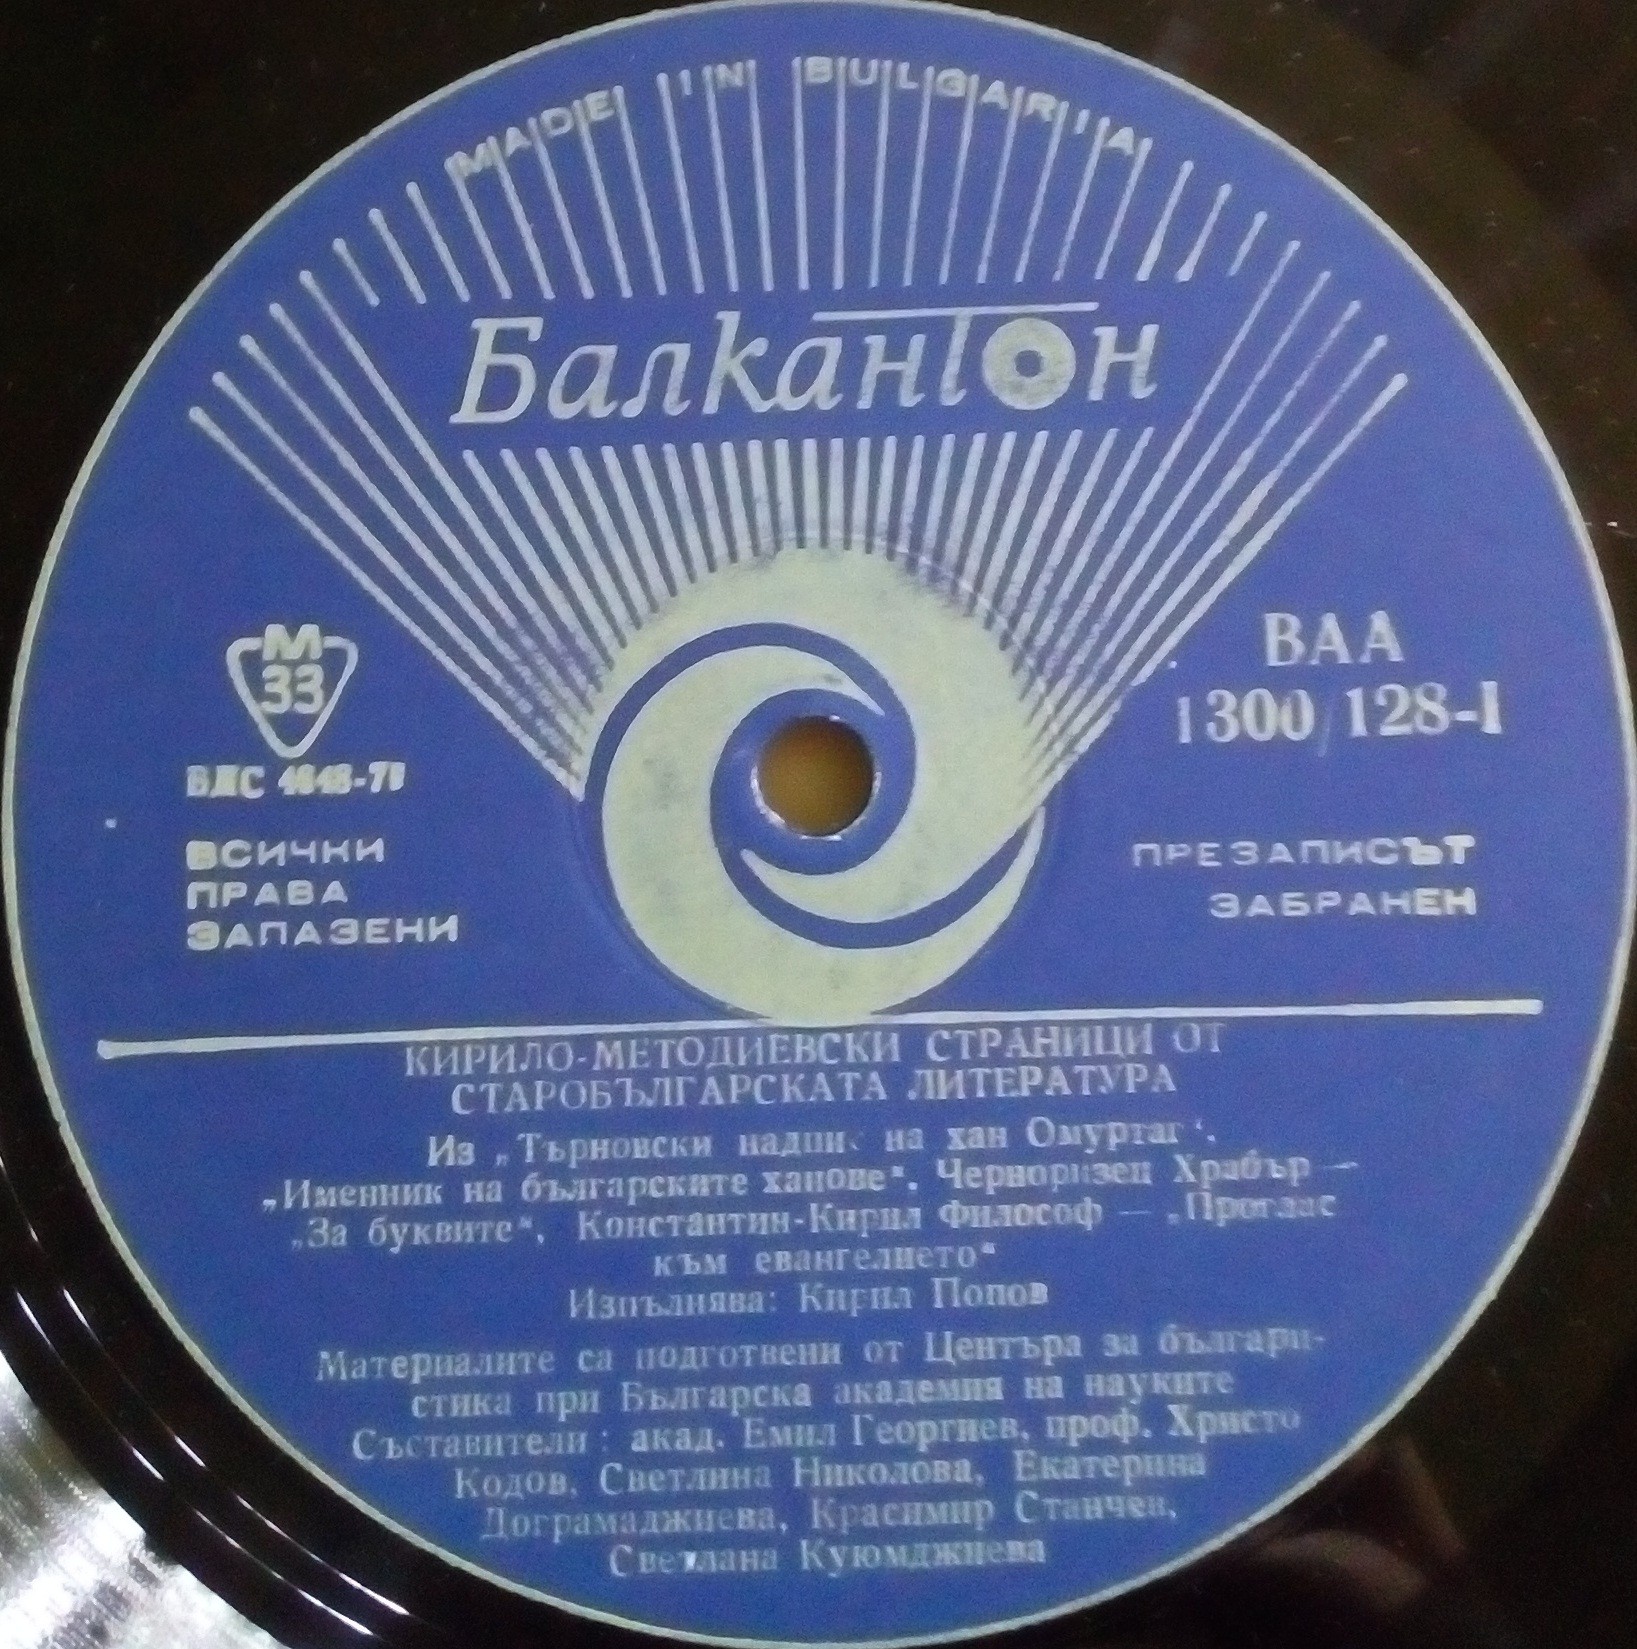 MADE IN BULGARIA
Балкантон
М
33
ВСИЧКИ
ПРАВА
ЗАПАЗЕНИ
ВАА
1300/128-I
ПРЕЗАПИСЪТ
ЗАБРАНЕН
КИРИЛО-МЕТОДИЕВСКИ СТРАНИЦИ ОТ
СТАРОБЪЛГАРСКАТА ЛИТЕРАТУРА
Из „Търновски надпис на хан Омуртаг“,
„Именник на българските ханове“, Черноризец Храбър —
„За буквите“, Константин-Кирил Философ — „Проглас
към евангелието“
Изпълнява: Кирил Попов
Материалите са подготвени от Центъра за българи-
стика при Българска академия на науките
Съставители: акад. Емил Георгиев, проф. Христо
Кодов, Светлина Николова, Екатерина
Дограмаджиева, Красимир Станчев,
Светлана Куюмджиева